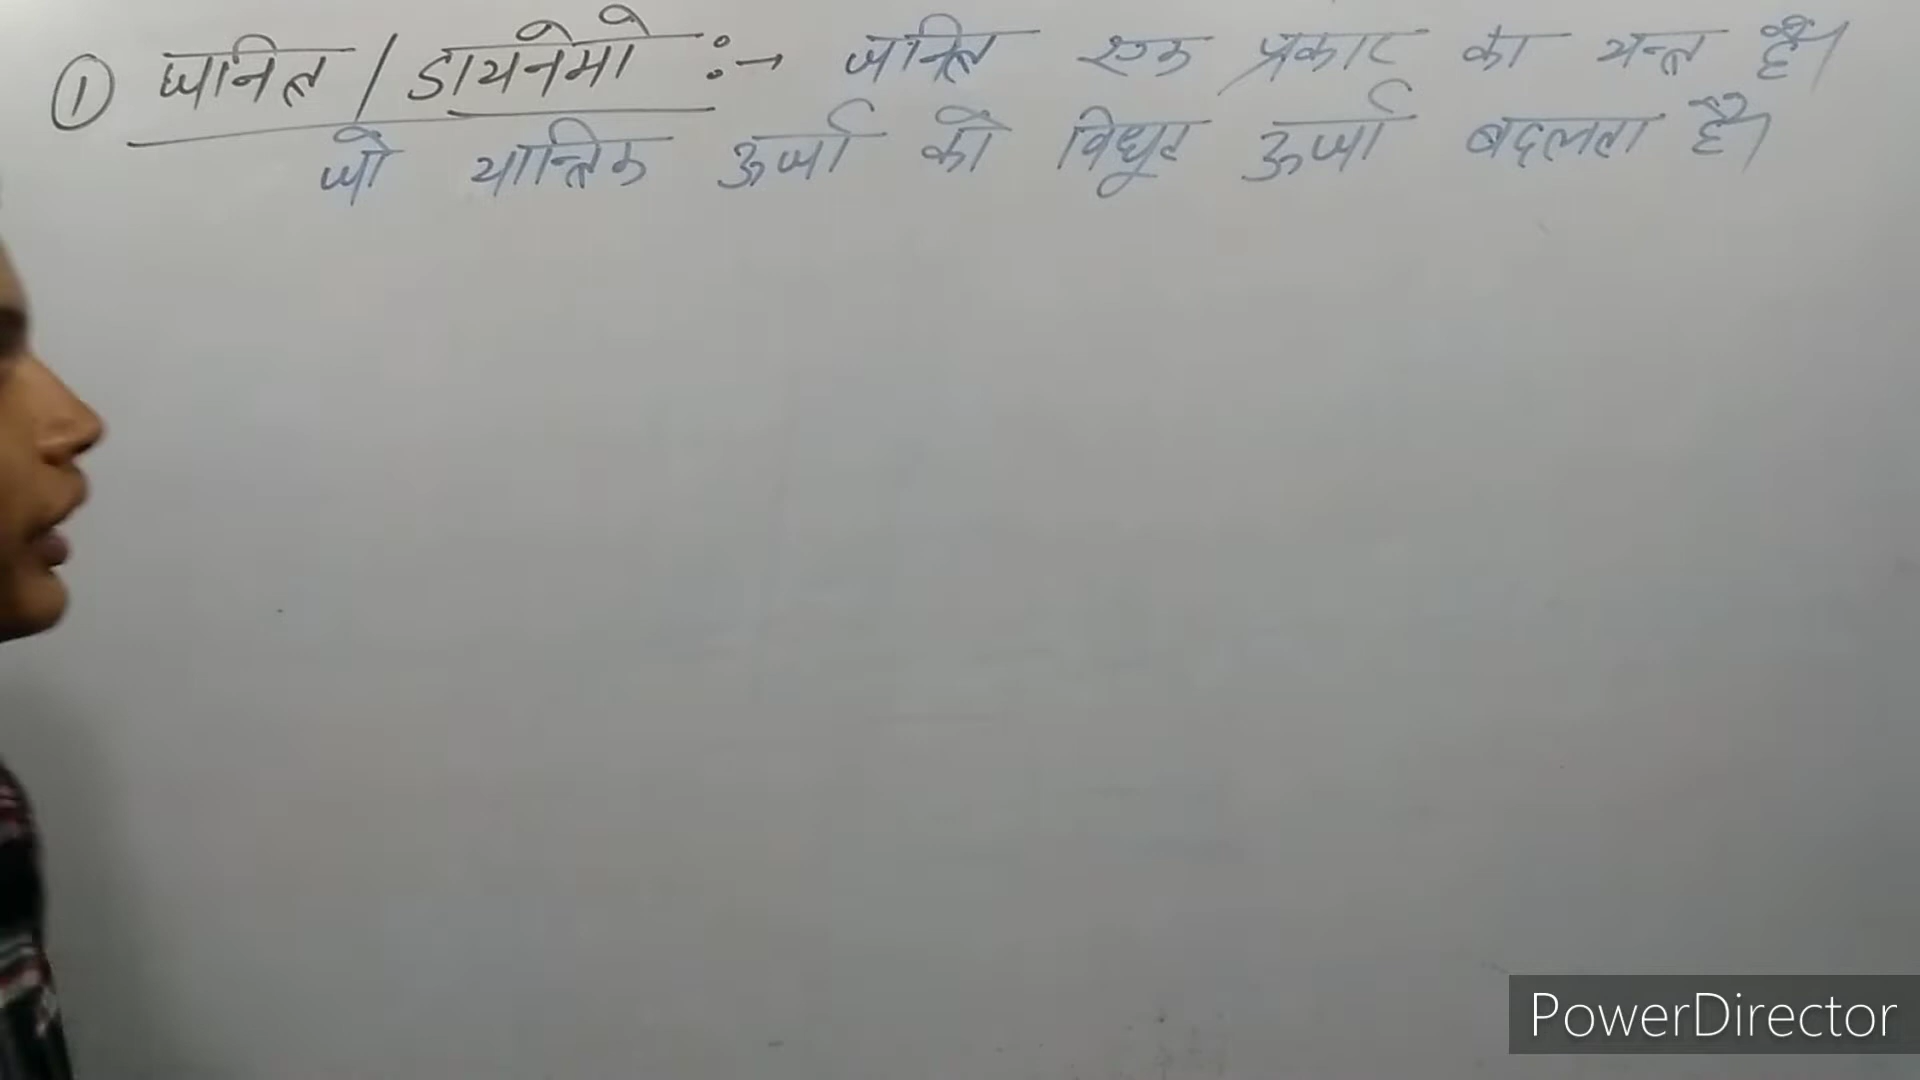 ① जनित्र / डायनेमो :→ जनित्र एक प्रकार का यन्त्र है।
जो यान्त्रिक ऊर्जा को विधुत ऊर्जा बदलता है।
PowerDirector